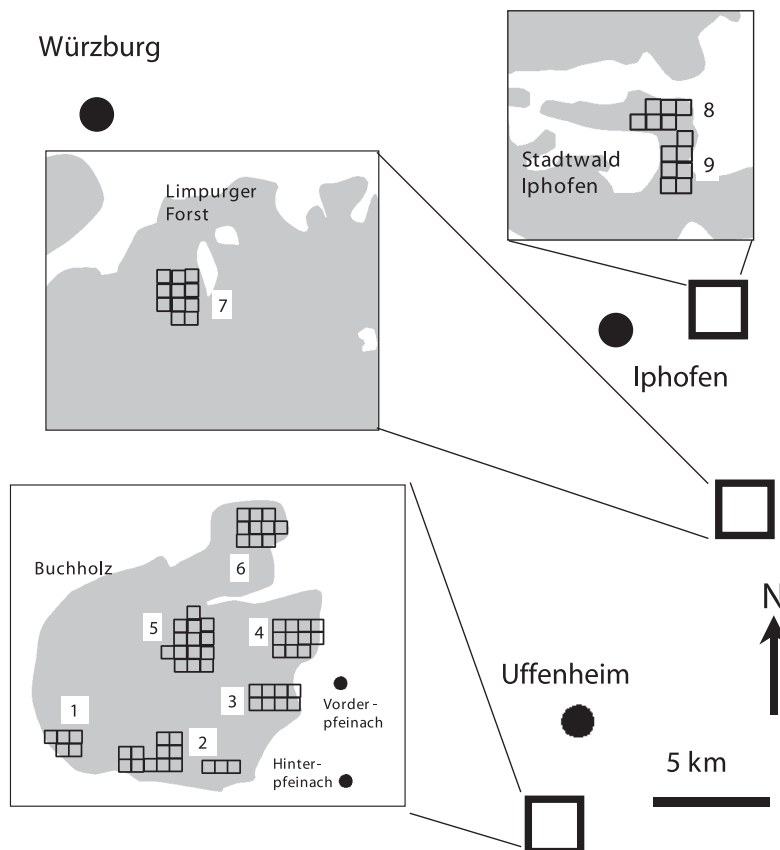 Würzburg
8
Stadtwald
Iphofen
9
Limpurger
Forst
7
Iphofen
Buchholz
6
5
4
3
Vorder-
pfeinach
1
2
Hinter-
pfeinach
Uffenheim
N
5 km